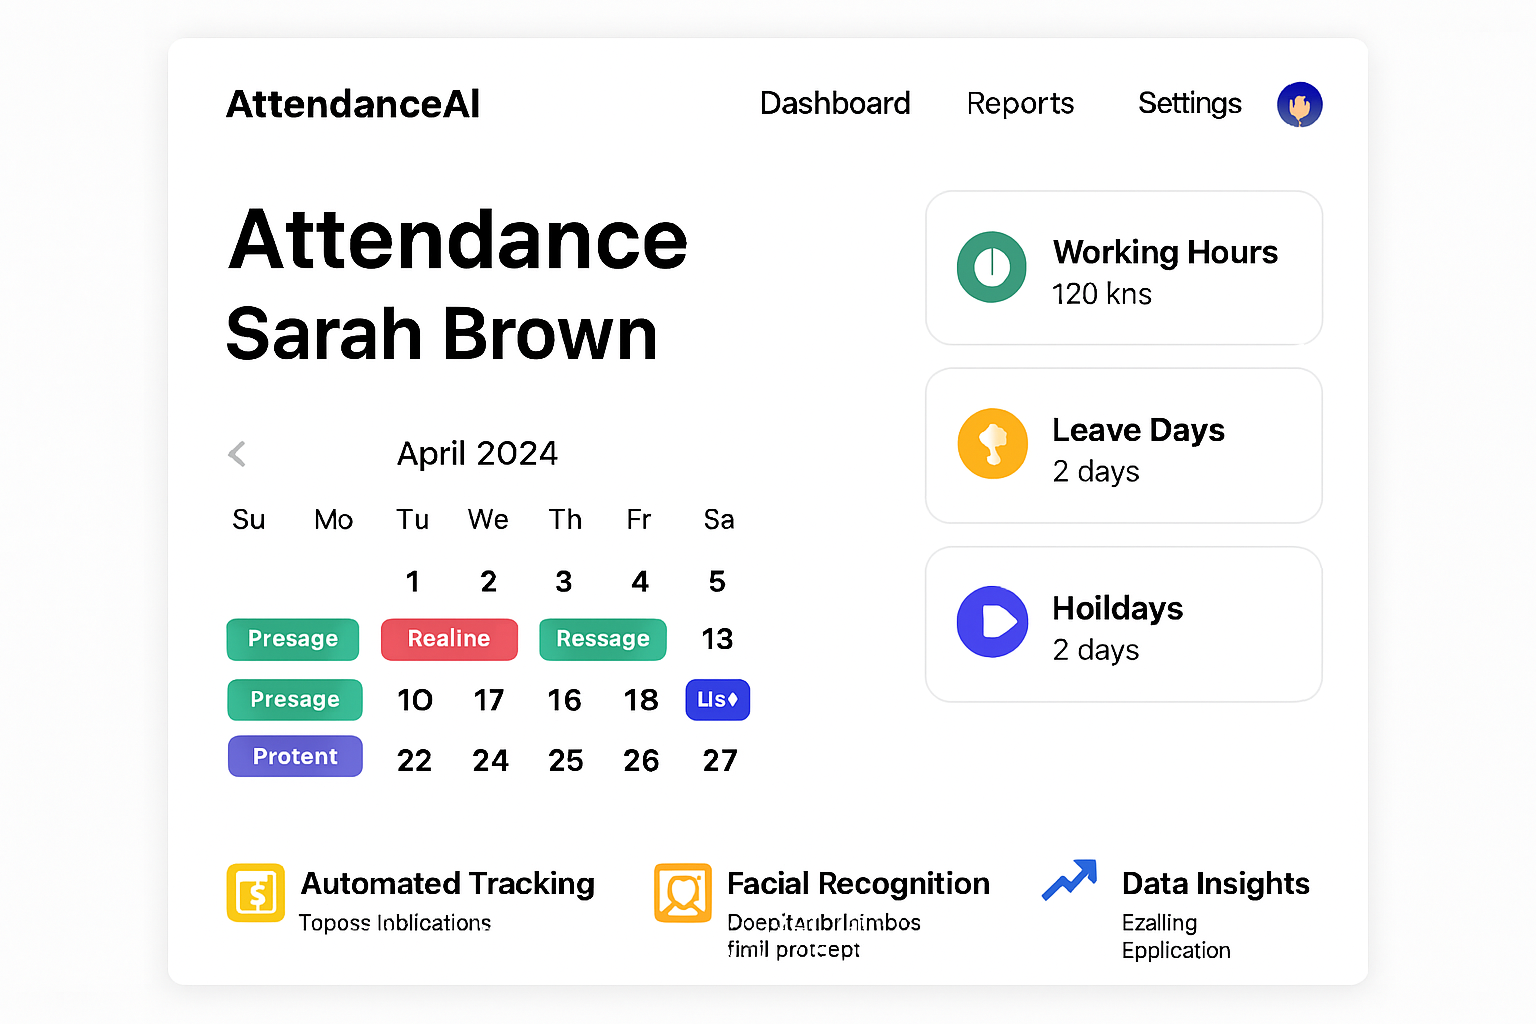 AttendanceAI
Dashboard Reports Settings
Attendance
Sarah Brown
April 2024
Su Mo Tu We Th Fr Sa
1 2 3 4 5
Presage Realine Ressage 13
Presage 10 17 16 18
Protent 22 24 25 26 27
Working Hours
120 kns
Leave Days
2 days
Hoildays
2 days
Automated Tracking
Toposs Inblications
Facial Recognition
fimil protcept
Data Insights
Ezalling
Epplication